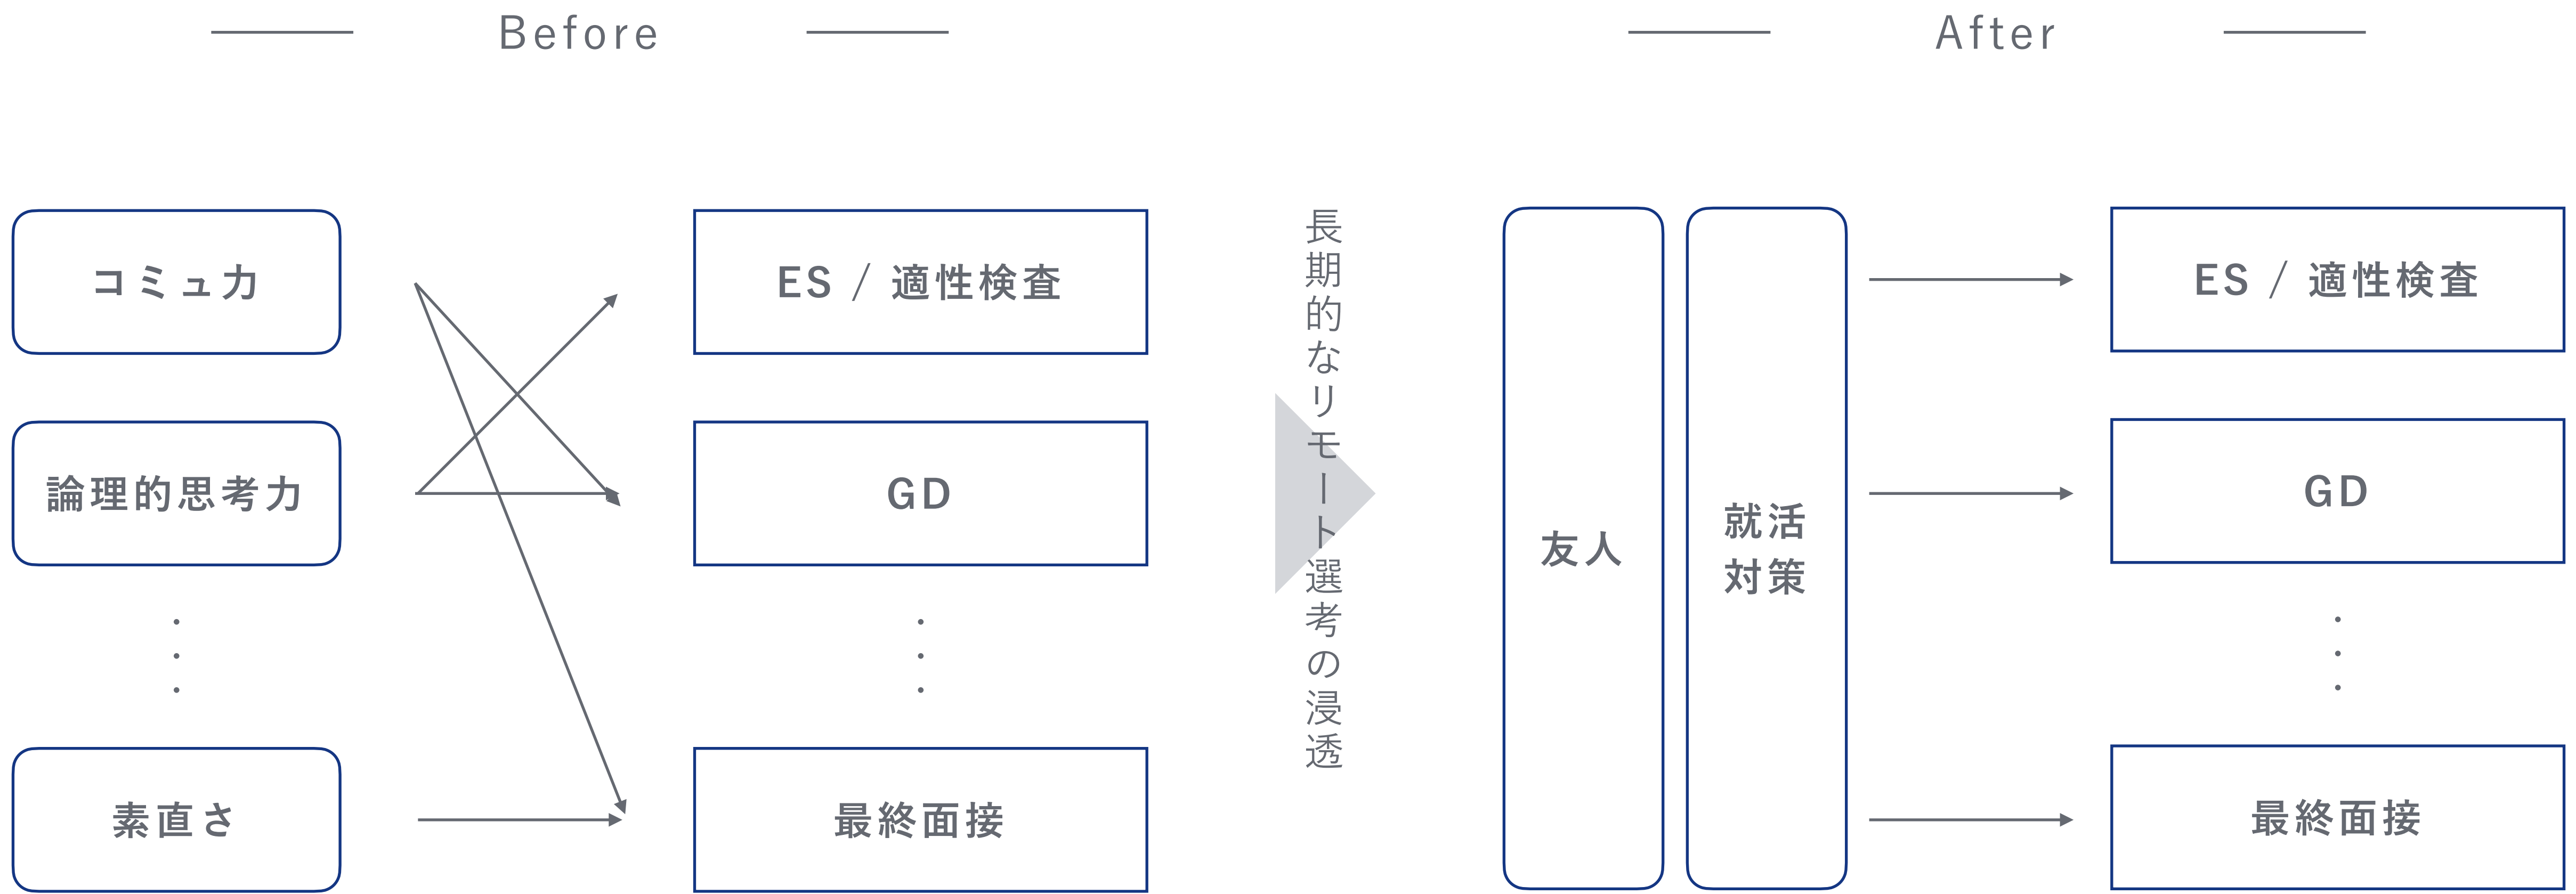 Before
コミュ力
論理的思考力
素直さ
ES / 適性検査
GD
最終面接
長期的なリモート選考の浸透
After
友人
就活
対策
ES / 適性検査
GD
最終面接